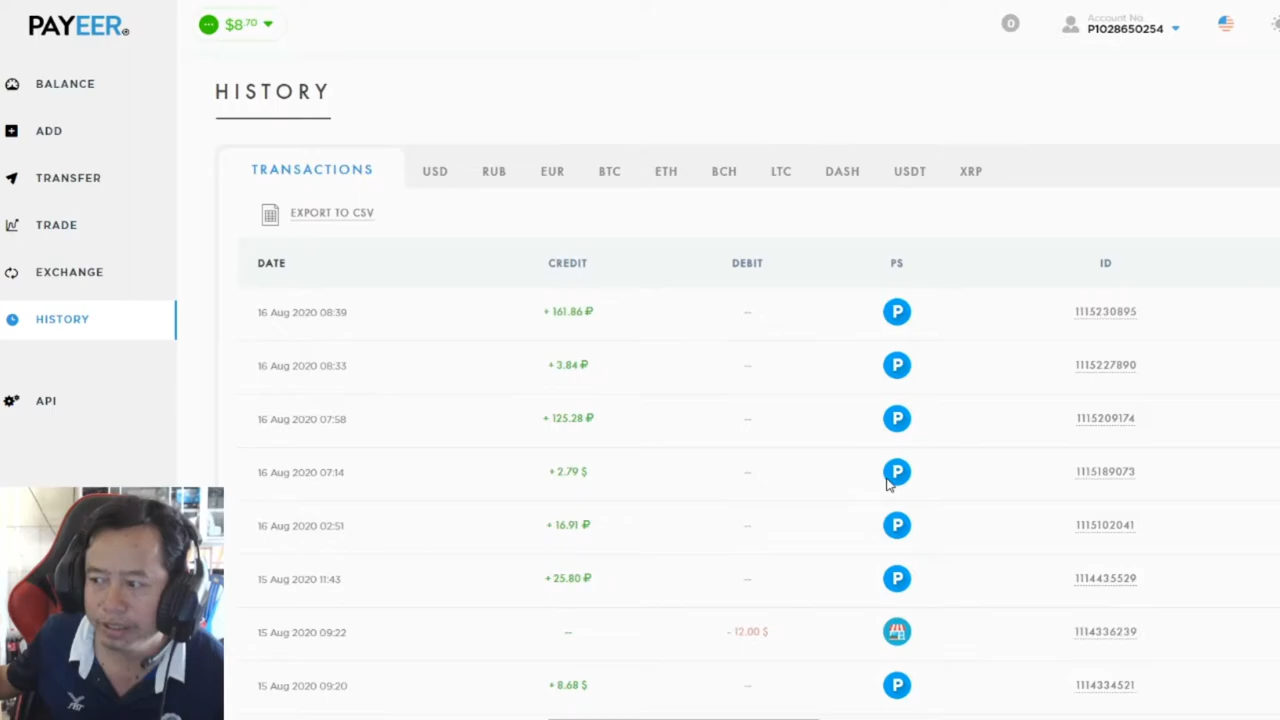 PAYEER
$8.70
0
Account No.
P1028650254
BALANCE
ADD
TRANSFER
TRADE
EXCHANGE
HISTORY
API
HISTORY
TRANSACTIONS USD RUB EUR BTC ETH BCH LTC DASH USDT XRP
EXPORT TO CSV
DATE CREDIT DEBIT PS ID
16 Aug 2020 08:39 + 161.86 ₽ -- P 1115230895
16 Aug 2020 08:33 + 3.84 ₽ -- P 1115227890
16 Aug 2020 07:58 + 125.28 ₽ -- P 1115209174
16 Aug 2020 07:14 + 2.79 $ -- P 1115189073
16 Aug 2020 02:51 + 16.91 ₽ -- P 1115102041
15 Aug 2020 11:43 + 25.80 ₽ -- P 1114435529
15 Aug 2020 09:22 -- - 12.00 $ 1114336239
15 Aug 2020 09:20 + 8.68 $ -- P 1114334521